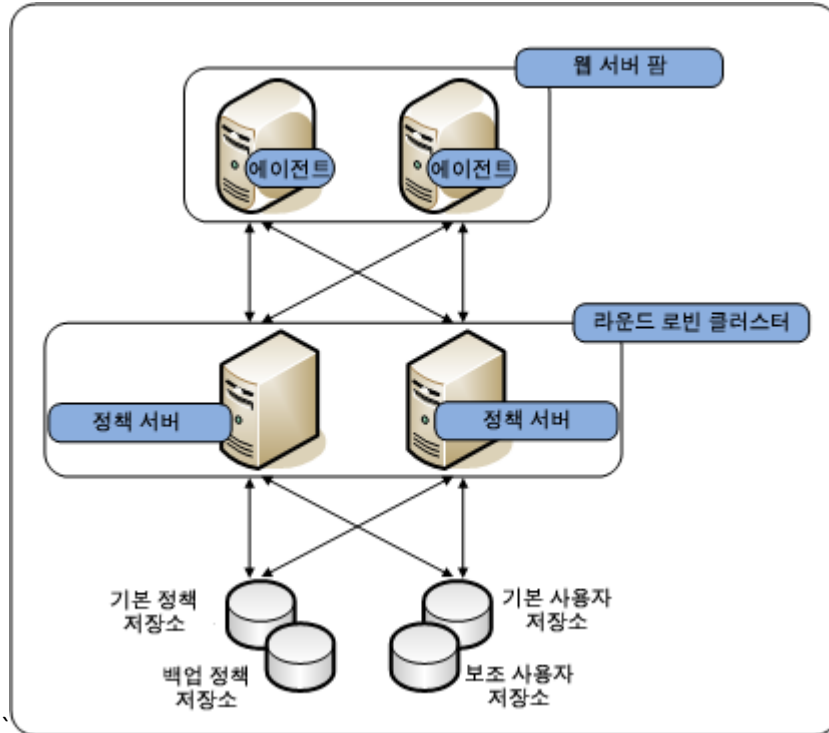 웹 서버 팜
에이전트
에이전트
라운드 로빈 클러스터
정책 서버
정책 서버
기본 정책
저장소
기본 사용자
저장소
백업 정책
저장소
보조 사용자
저장소
`